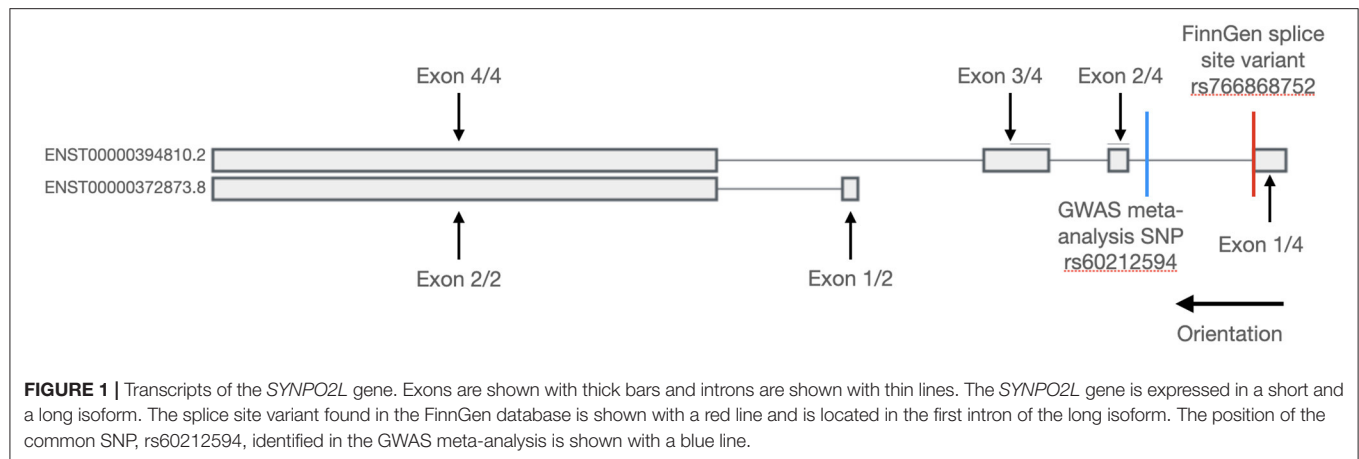 FinnGen splice
site variant
rs766868752
Exon 4/4
Exon 3/4
Exon 2/4
ENST00000394810.2
ENST00000372873.8
GWAS meta-
analysis SNP
rs60212594
Exon 1/4
Exon 2/2
Exon 1/2
Orientation
FIGURE 1 | Transcripts of the SYNPO2L gene. Exons are shown with thick bars and introns are shown with thin lines. The SYNPO2L gene is expressed in a short and
a long isoform. The splice site variant found in the FinnGen database is shown with a red line and is located in the first intron of the long isoform. The position of the
common SNP, rs60212594, identified in the GWAS meta-analysis is shown with a blue line.